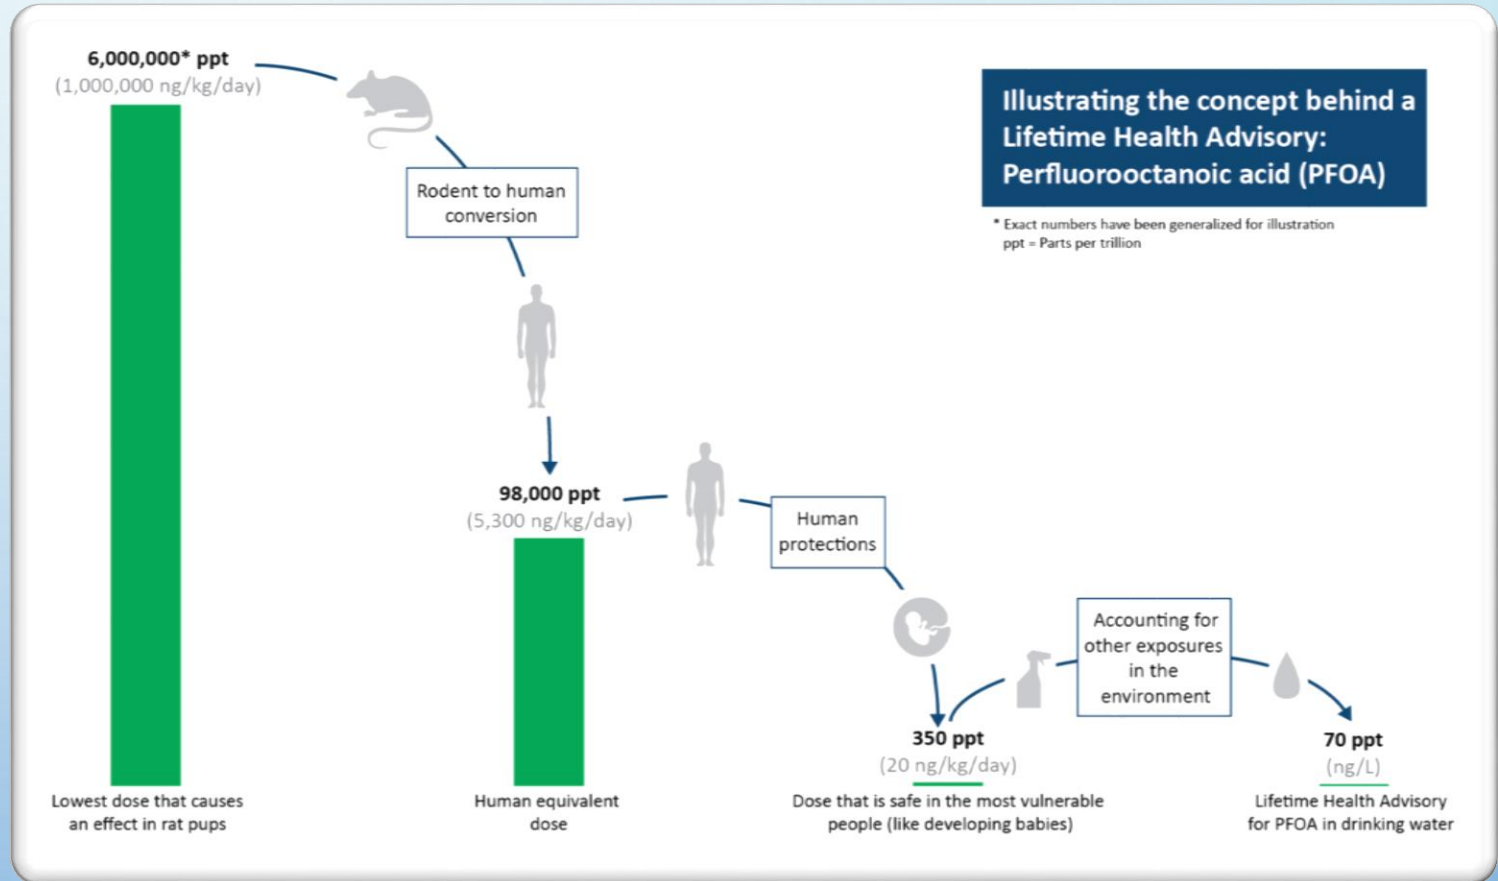 6,000,000* ppt
(1,000,000 ng/kg/day)
Illustrating the concept behind a
Lifetime Health Advisory:
Perfluorooctanoic acid (PFOA)
* Exact numbers have been generalized for illustration
ppt = Parts per trillion
Rodent to human
conversion
98,000 ppt
(5,300 ng/kg/day)
Human
protections
Accounting for
other exposures
in the
environment
350 ppt
(20 ng/kg/day)
70 ppt
(ng/L)
Lowest dose that causes
an effect in rat pups
Human equivalent
dose
Dose that is safe in the most vulnerable
people (like developing babies)
Lifetime Health Advisory
for PFOA in drinking water